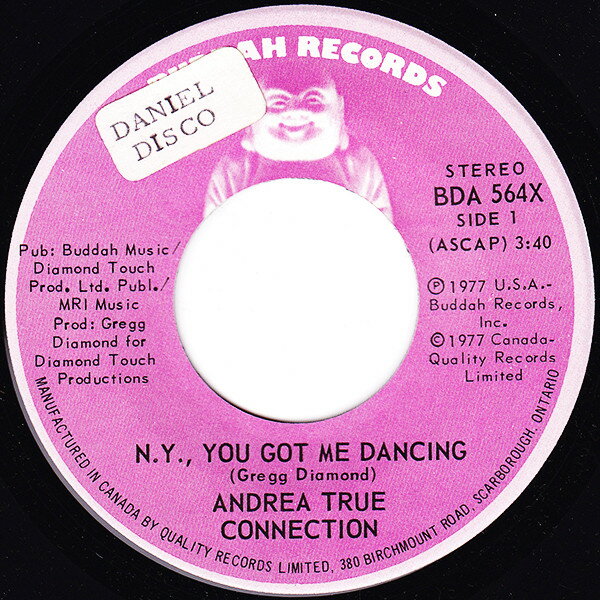 BUDDAH RECORDS
DANIEL
DISCO
STEREO
BDA 564X
SIDE 1
(ASCAP) 3:40
Pub: Buddah Music/
Diamond Touch
Prod. Ltd. Publ./
MRI Music
Prod: Gregg
Diamond for
Diamond Touch
Productions
Ⓟ 1977 U.S.A.-
Buddah Records,
Inc.
© 1977 Canada-
Quality Records
Limited
N.Y., YOU GOT ME DANCING
(Gregg Diamond)
ANDREA TRUE
CONNECTION
MANUFACTURED IN CANADA BY QUALITY RECORDS LIMITED, 380 BIRCHMOUNT ROAD, SCARBOROUGH, ONTARIO